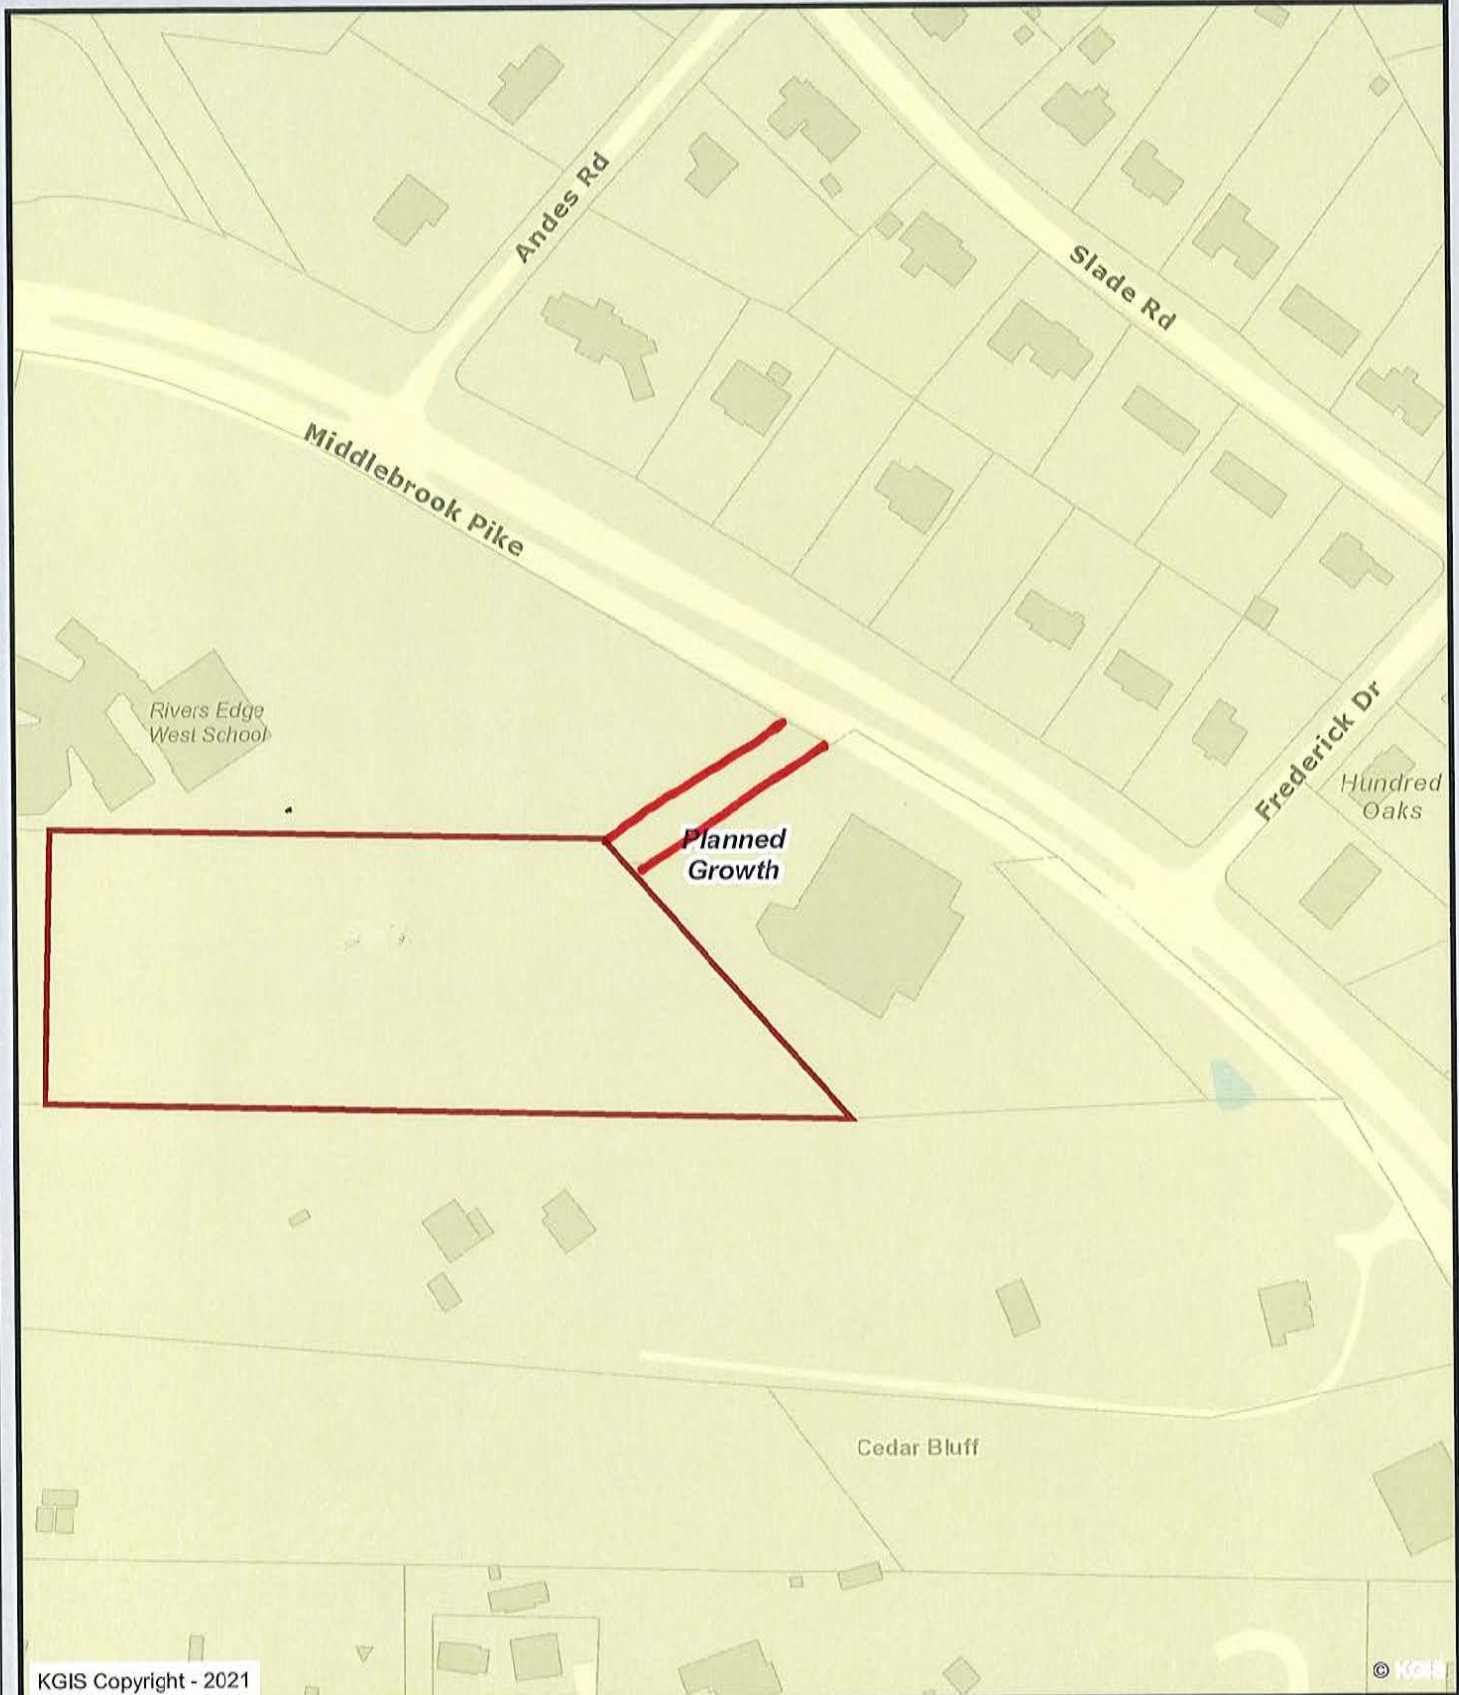 Andes Rd
Slade Rd
Middlebrook Pike
Rivers Edge
West School
Frederick Dr
Hundred
Oaks
Planned
Growth
Cedar Bluff
KGIS Copyright - 2021
© KGIS